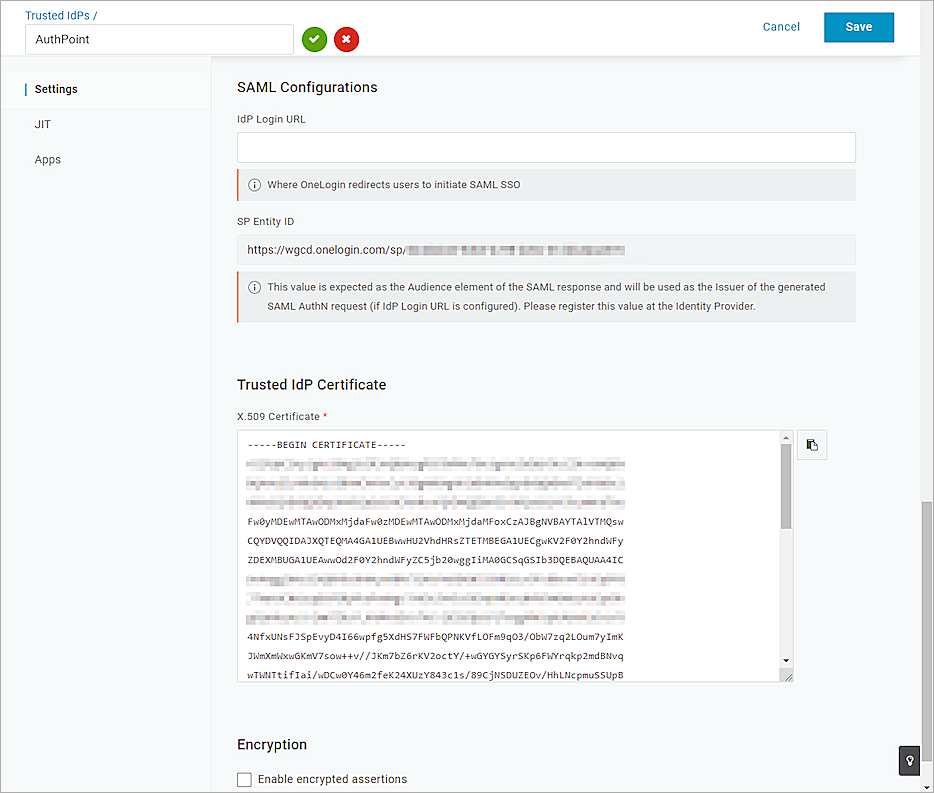 Trusted IdPs /
AuthPoint
Cancel
Save
Settings
JIT
Apps
SAML Configurations
IdP Login URL
Where OneLogin redirects users to initiate SAML SSO
SP Entity ID
https://wgcd.onelogin.com/sp/
This value is expected as the Audience element of the SAML response and will be used as the Issuer of the generated
SAML AuthN request (if IdP Login URL is configured). Please register this value at the Identity Provider.
Trusted IdP Certificate
X.509 Certificate *
-----BEGIN CERTIFICATE-----
Fw0yMDEwMTAwODMxMjdaFw0zMDEwMTAwODMxMjdaMFoxCzAJBgNVBAYTAlVTMQsw
CQYDVQQIDAJXQTEQMA4GA1UEBwwHU2VhdHRsZTETMBEGA1UECgwKV2F0Y2hndWFy
ZDEXMBUGA1UEAwwOd2F0Y2hndWFyZC5jb20wggIiMA0GCSqGSIb3DQEBAQUAA4IC
4NfxUNsFJSpEvyD4I66wpfg5XdHS7FWFbQPNKVfLOFm9qO3/ObW7zq2LOum7yImK
JWmXmWxwGKmV7sow++v//JKm7bZ6rKV2octY/+wGYGYSyrSKp6FWYrqkp2mdBNvq
wTWNTtifIai/wDCw0Y46m2feK24XUzY843c1s/89CjNSDUZEOv/HhLNcpmuSSUpB
Encryption
Enable encrypted assertions